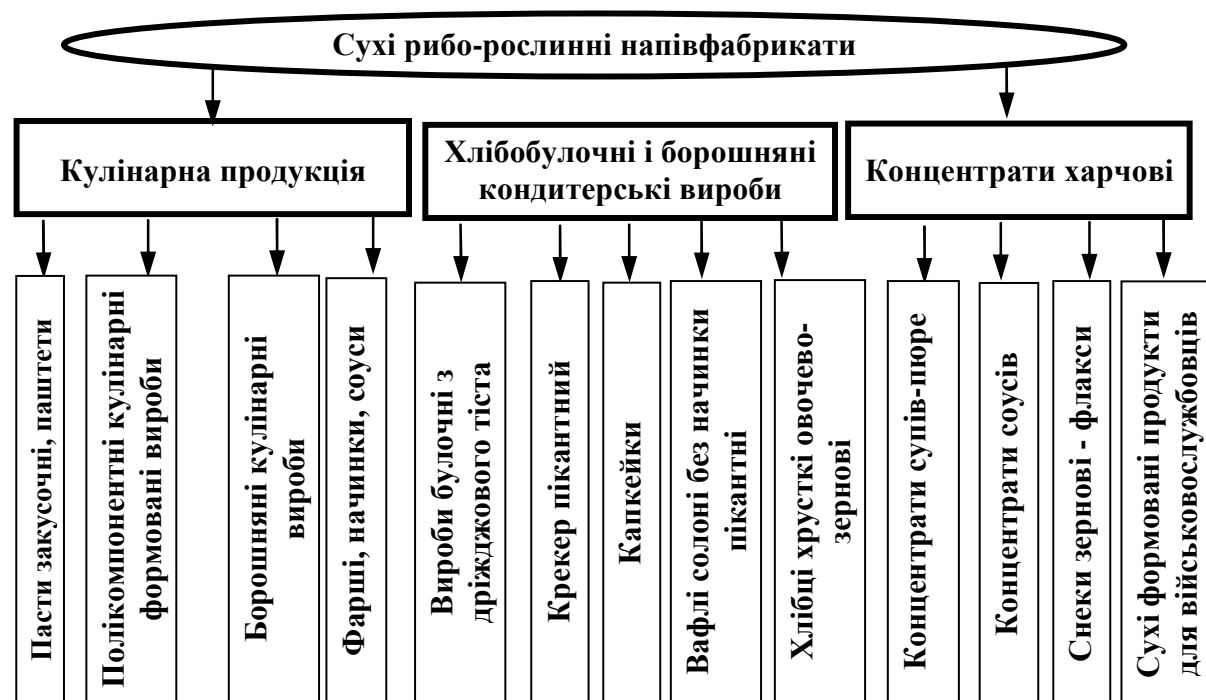 Сухі рибо-рослинні напівфабрикати
Кулінарна продукція
Хлібобулочні і борошняні
кондитерські вироби
Концентрати харчові
Пасти закусочні, паштети
Полікомпонентні кулінарні
формовані вироби
Борошняні кулінарні
вироби
Фарші, начинки, соуси
Вироби булочні з
дріжджового тіста
Крекер пікантний
Капкейки
Вафлі солоні без начинки
пікантні
Хлібці хрусткі овочево-
зернові
Концентрати супів-пюре
Концентрати соусів
Снеки зернові - флакси
Сухі формовані продукти
для військовослужбовців